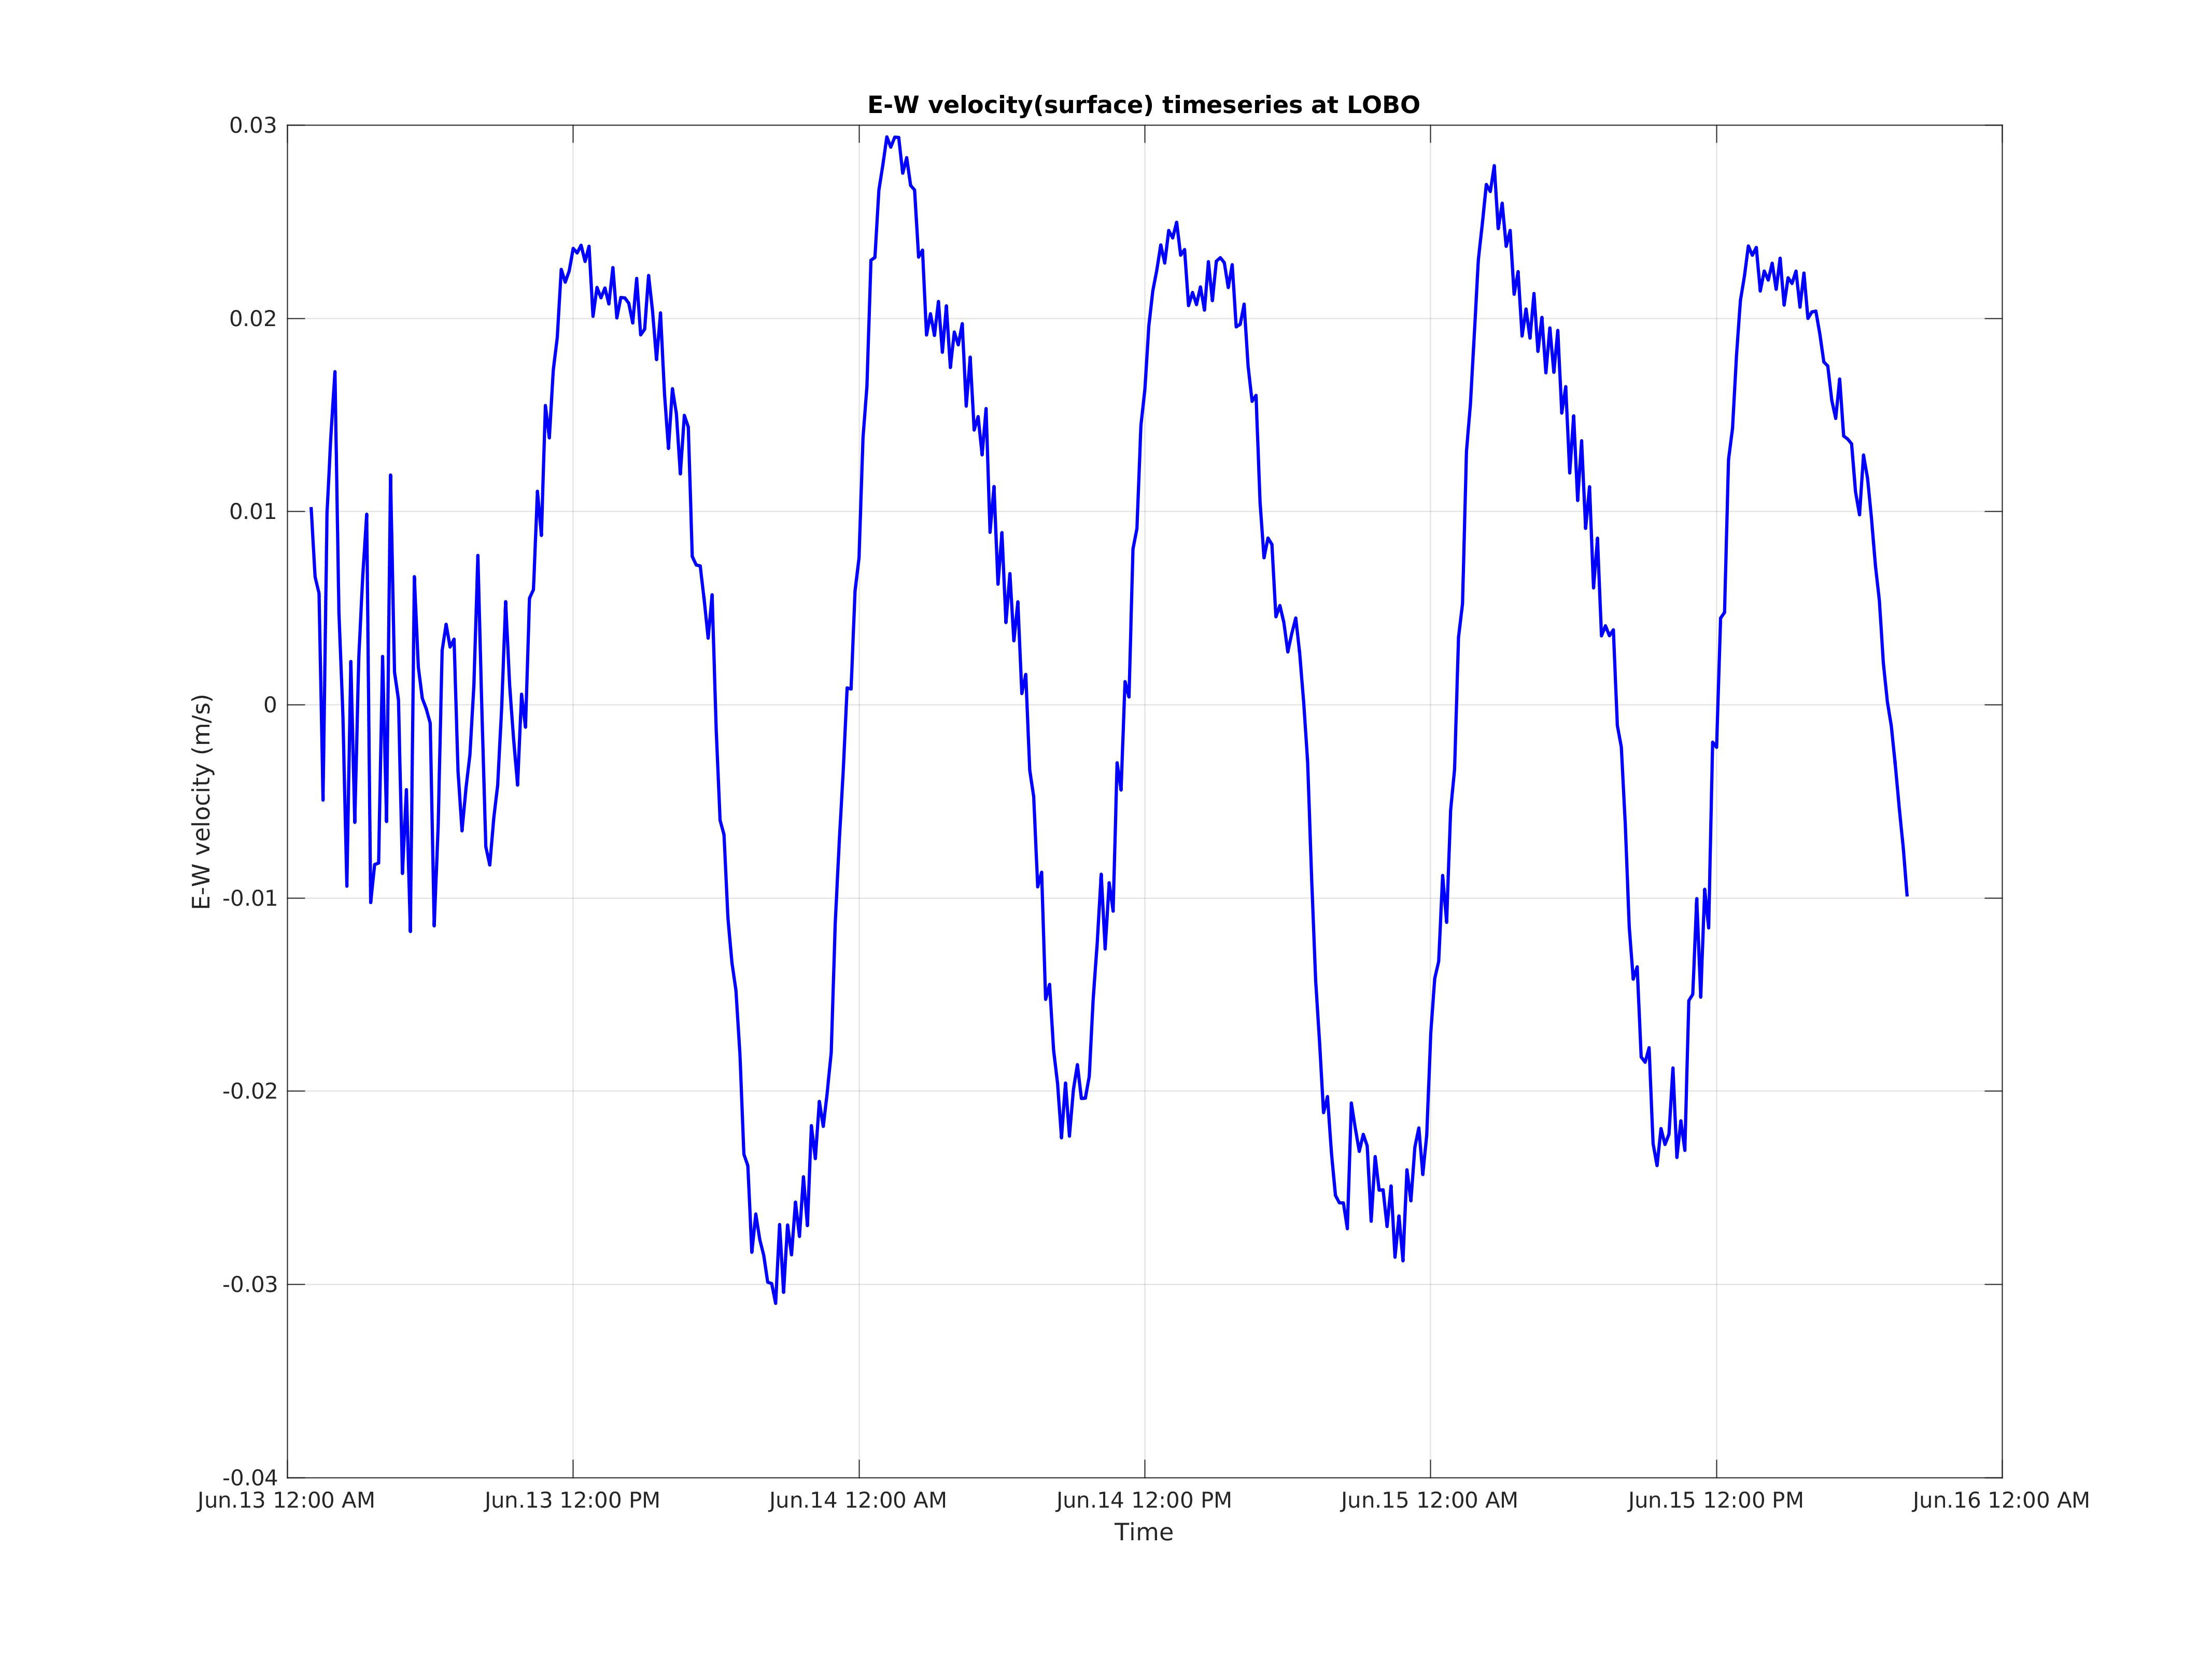 E-W velocity(surface) timeseries at LOBO
0.03
0.02
0.01
0
-0.01
-0.02
-0.03
-0.04
E-W velocity (m/s)
Jun.13 12:00 AM
Jun.13 12:00 PM
Jun.14 12:00 AM
Jun.14 12:00 PM
Jun.15 12:00 AM
Jun.15 12:00 PM
Jun.16 12:00 AM
Time